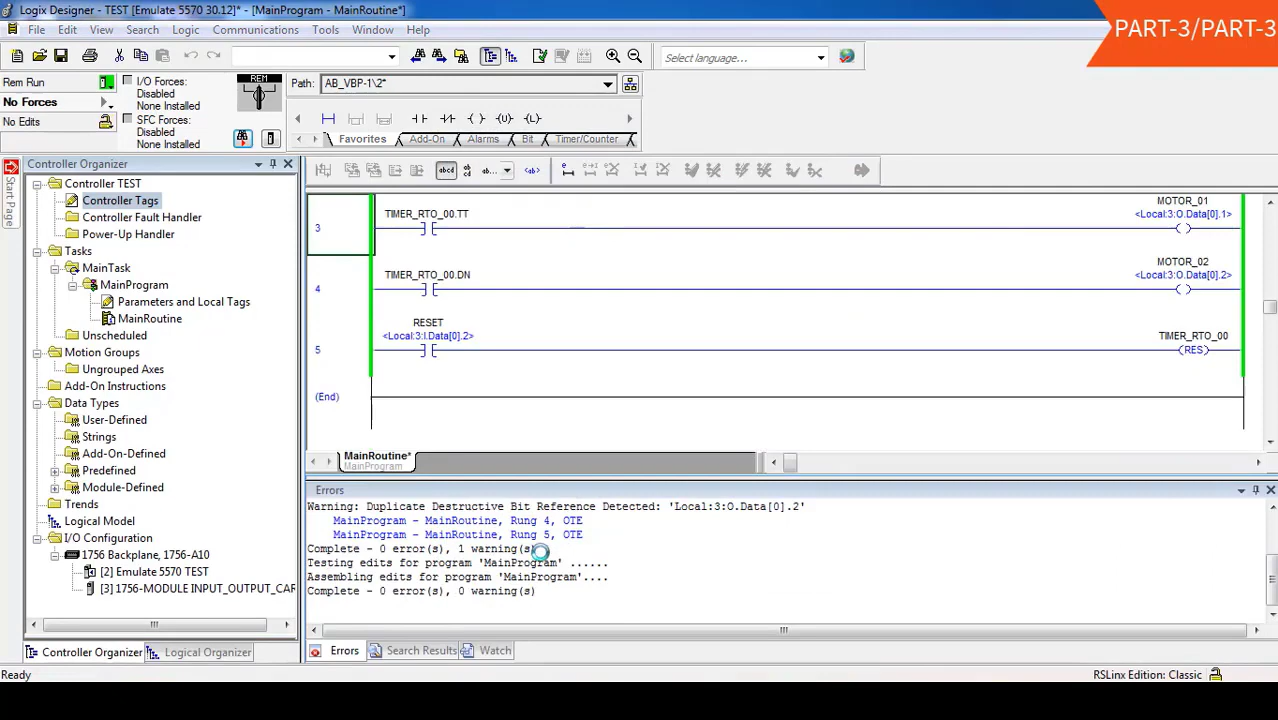 Logix Designer - TEST [Emulate 5570 30.12]* - [MainProgram - MainRoutine*]
PART-3/PART-3
File Edit View Search Logic Communications Tools Window Help
Select language...
Rem Run
No Forces
No Edits
I/O Forces:
Disabled
None Installed
SFC Forces:
Disabled
None Installed
REM
Path: AB_VBP-1\2*
Favorites Add-On Alarms Bit Timer/Counter
Start Page
Controller Organizer
Controller TEST
Controller Tags
Controller Fault Handler
Power-Up Handler
Tasks
MainTask
MainProgram
Parameters and Local Tags
MainRoutine
Unscheduled
Motion Groups
Ungrouped Axes
Add-On Instructions
Data Types
User-Defined
Strings
Add-On-Defined
Predefined
Module-Defined
Trends
Logical Model
I/O Configuration
1756 Backplane, 1756-A10
[2] Emulate 5570 TEST
[3] 1756-MODULE INPUT_OUTPUT_CAR
Controller Organizer Logical Organizer
3
TIMER_RTO_00.TT
MOTOR_01
<Local:3:O.Data[0].1>
4
TIMER_RTO_00.DN
MOTOR_02
<Local:3:O.Data[0].2>
5
RESET
<Local:3:I.Data[0].2>
TIMER_RTO_00
RES
(End)
MainRoutine*
MainProgram
Errors
Warning: Duplicate Destructive Bit Reference Detected: 'Local:3:O.Data[0].2'
MainProgram - MainRoutine, Rung 4, OTE
MainProgram - MainRoutine, Rung 5, OTE
Complete - 0 error(s), 1 warning(s)
Testing edits for program 'MainProgram' ......
Assembling edits for program 'MainProgram'....
Complete - 0 error(s), 0 warning(s)
Errors Search Results Watch
Ready
RSLinx Edition: Classic